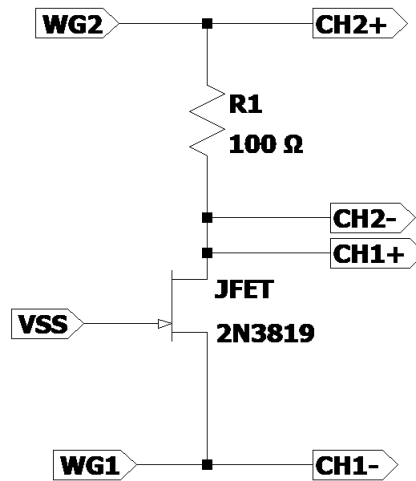 WG2
CH2+
R1
100 Ω
CH2-
CH1+
JFET
VSS
2N3819
WG1
CH1-